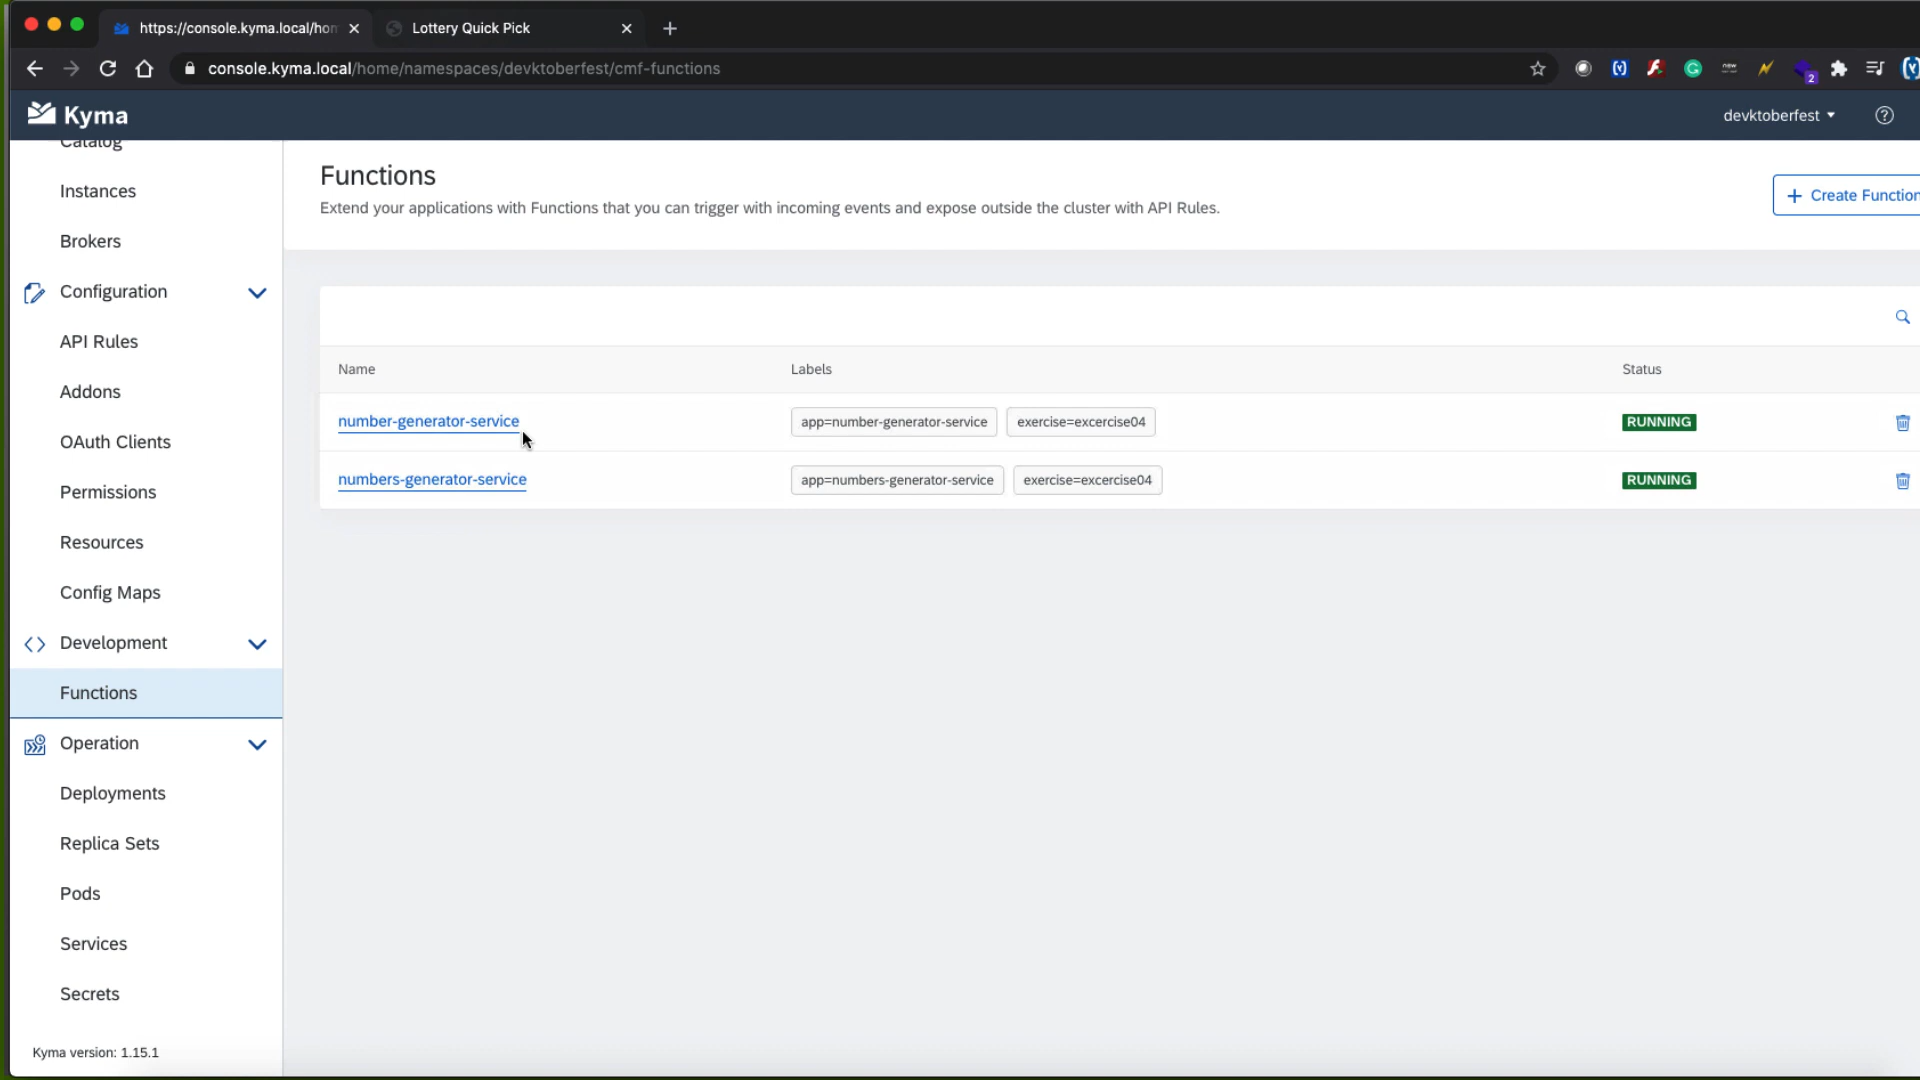 https://console.kyma.local/hom
Lottery Quick Pick
console.kyma.local/home/namespaces/devktoberfest/cmf-functions
new
2
Kyma
devktoberfest
Catalog
Instances
Brokers
Configuration
API Rules
Addons
OAuth Clients
Permissions
Resources
Config Maps
Development
Functions
Operation
Deployments
Replica Sets
Pods
Services
Secrets
Kyma version: 1.15.1
Functions
Extend your applications with Functions that you can trigger with incoming events and expose outside the cluster with API Rules.
+ Create Function
Name Labels Status
number-generator-service app=number-generator-service exercise=excercise04 RUNNING
numbers-generator-service app=numbers-generator-service exercise=excercise04 RUNNING